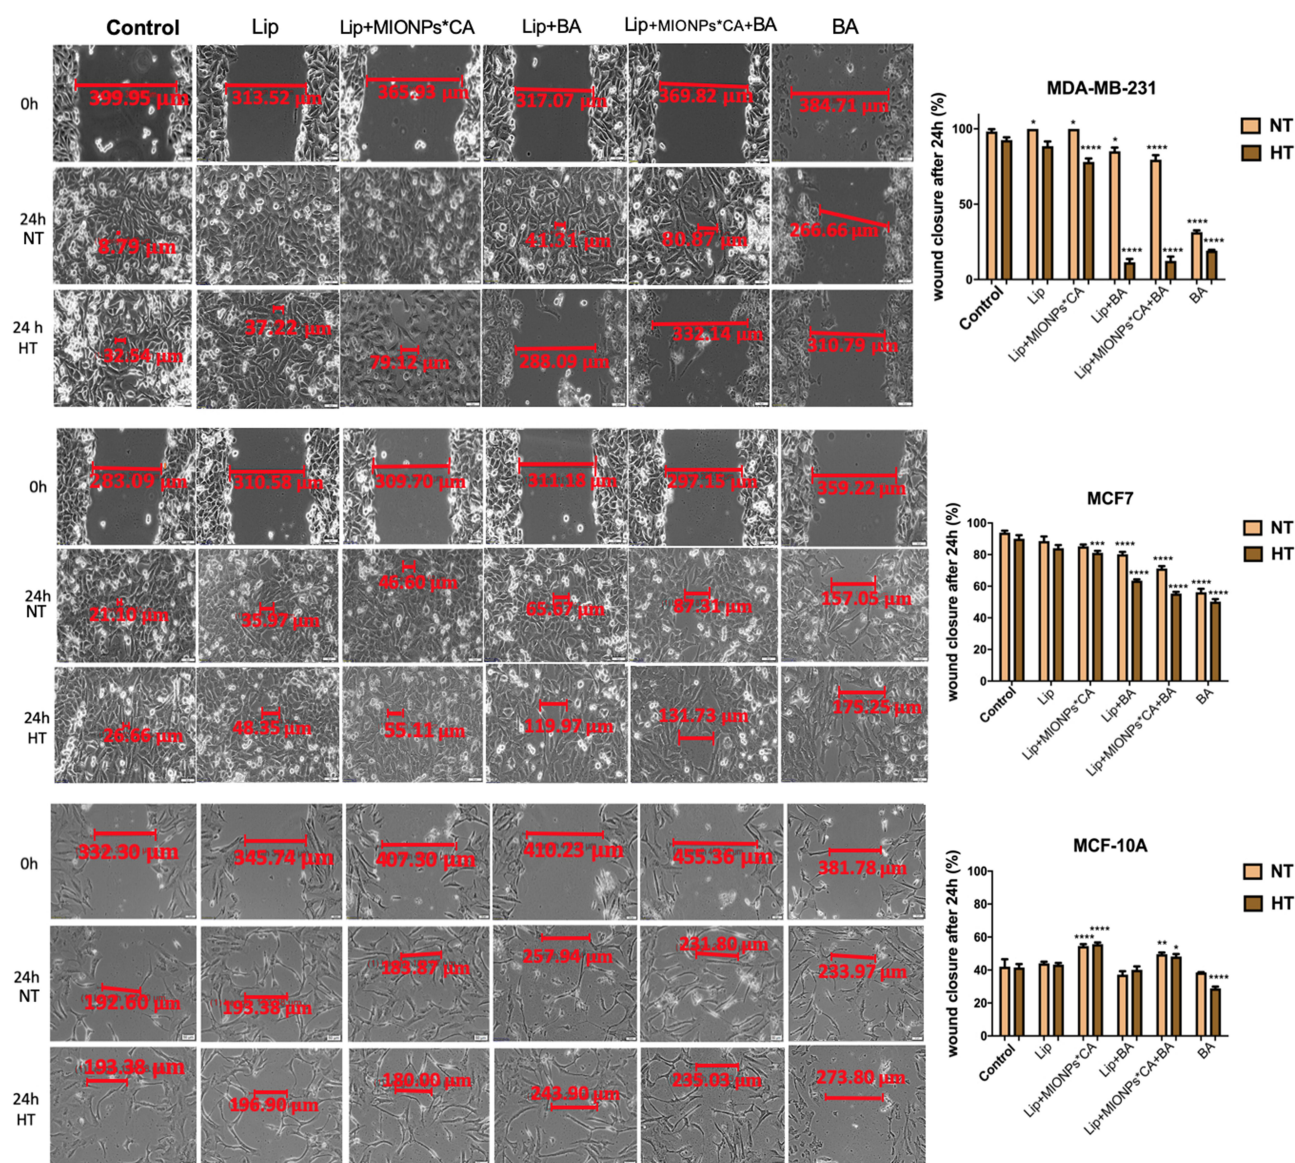 Control Lip Lip+MIONPs*CA Lip+BA Lip+MIONPs*CA+BA BA
0h
399.95 µm 313.52 µm 365.93 µm 317.07 µm 369.82 µm 384.71 µm
24h
NT
8.79 µm 41.31 µm 80.87 µm 266.66 µm
24 h
HT
32.54 µm 37.22 µm 79.12 µm 288.09 µm 332.14 µm 310.79 µm
MDA-MB-231
wound closure after 24h (%)
100
50
0
* * **** * **** **** **** **** ****
Control Lip Lip+MIONPs*CA Lip+BA Lip+MIONPs*CA+BA BA
NT
HT
0h
283.09 µm 310.58 µm 309.70 µm 311.18 µm 297.15 µm 359.22 µm
24h
NT
21.10 µm 35.97 µm 46.60 µm 65.67 µm 87.31 µm 157.05 µm
24h
HT
26.66 µm 48.35 µm 55.11 µm 119.97 µm 131.73 µm 175.25 µm
MCF7
wound closure after 24h (%)
100
80
60
40
20
0
*** **** **** **** **** **** ****
Control Lip Lip+MIONPs*CA Lip+BA Lip+MIONPs*CA+BA BA
NT
HT
0h
332.30 µm 345.74 µm 407.30 µm 410.23 µm 455.36 µm 381.78 µm
24h
NT
192.60 µm 193.38 µm 183.87 µm 257.94 µm 231.80 µm 233.97 µm
24h
HT
193.38 µm 196.90 µm 180.00 µm 243.90 µm 235.03 µm 273.80 µm
MCF-10A
wound closure after 24h (%)
100
80
60
40
20
0
**** **** ** * ****
Control Lip Lip+MIONPs*CA Lip+BA Lip+MIONPs*CA+BA BA
NT
HT